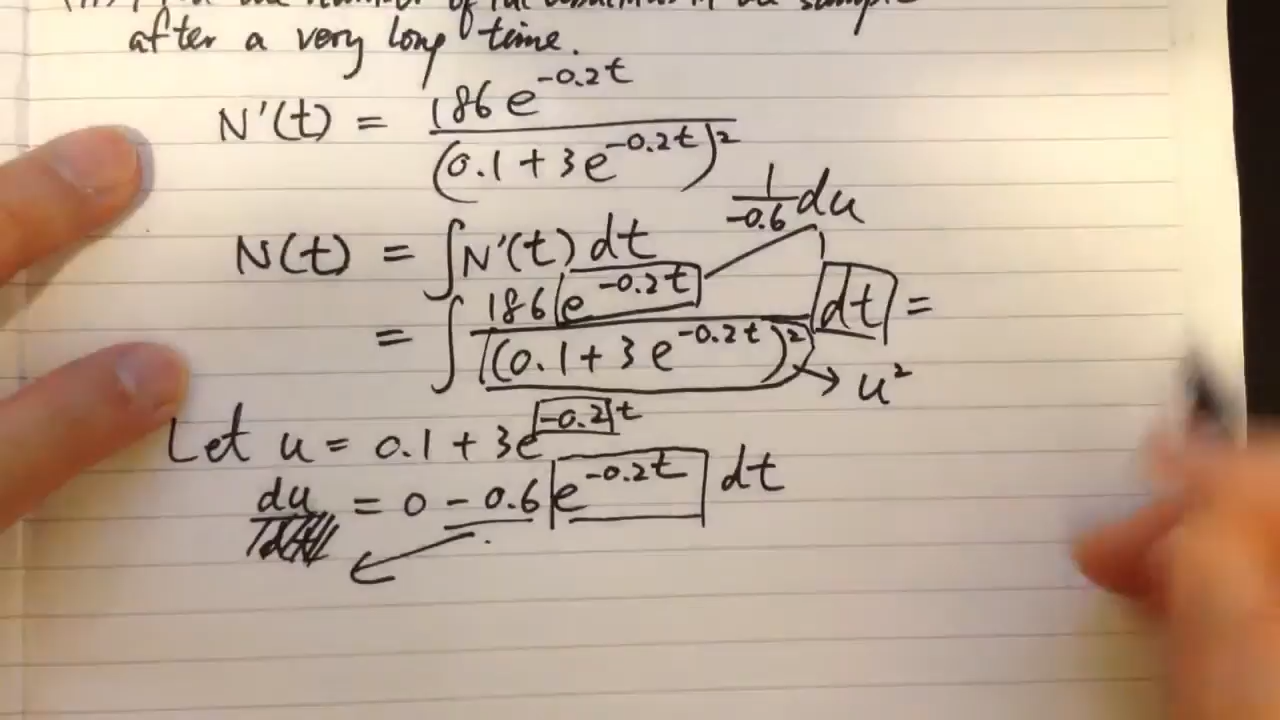 after a very long time.
N'(t) = 186e^{-0.2t} / (0.1 + 3e^{-0.2t})²
1/-0.6 du
N(t) = ∫N'(t) dt
= ∫ 186 e^{-0.2t} / (0.1 + 3e^{-0.2t})² dt =
→ u²
Let u = 0.1 + 3e^{-0.2t}
du = 0 - 0.6 e^{-0.2t} dt